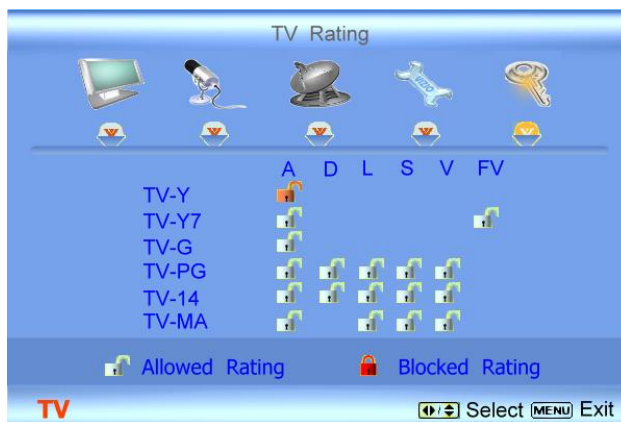 TV Rating
VIZIO
A D L S V FV
TV-Y
TV-Y7
TV-G
TV-PG
TV-14
TV-MA
Allowed Rating Blocked Rating
TV Select MENU Exit